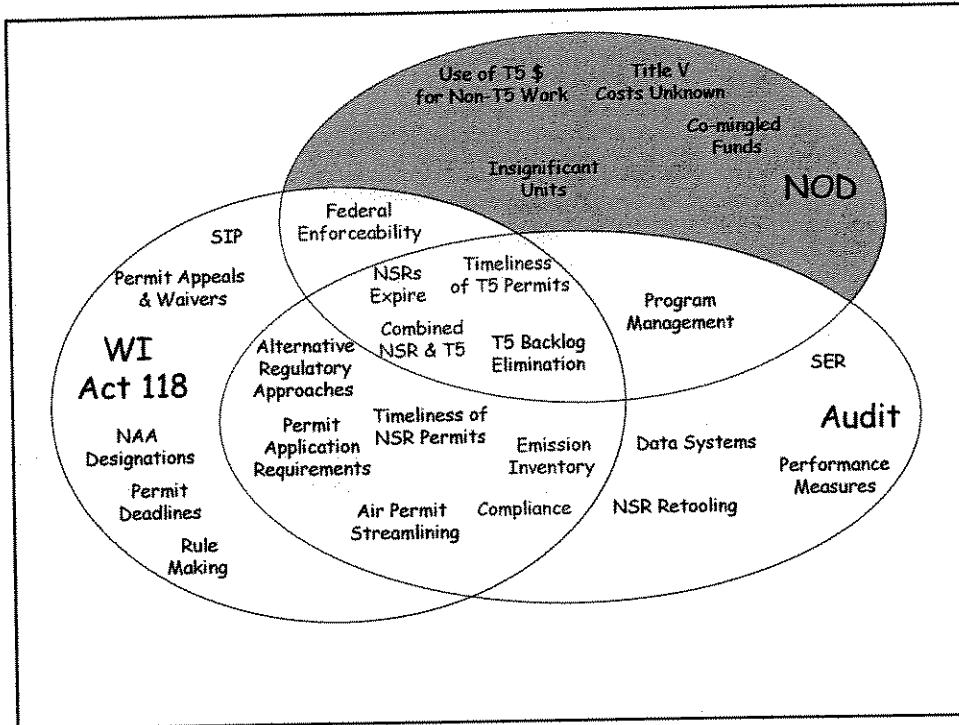 Use of T5 $
for Non-T5 Work
Title V
Costs Unknown
Co-mingled
Funds
Insignificant
Units
NOD
Federal
Enforceability
SIP
Permit Appeals
& Waivers
NSRs
Expire
Timeliness
of T5 Permits
Program
Management
WI
Act 118
Alternative
Regulatory
Approaches
Combined
NSR & T5
T5 Backlog
Elimination
SER
Audit
Permit
Application
Requirements
Timeliness of
NSR Permits
Emission
Inventory
Data Systems
Performance
Measures
NAA
Designations
Permit
Deadlines
Rule
Making
Air Permit
Streamlining
Compliance
NSR Retooling